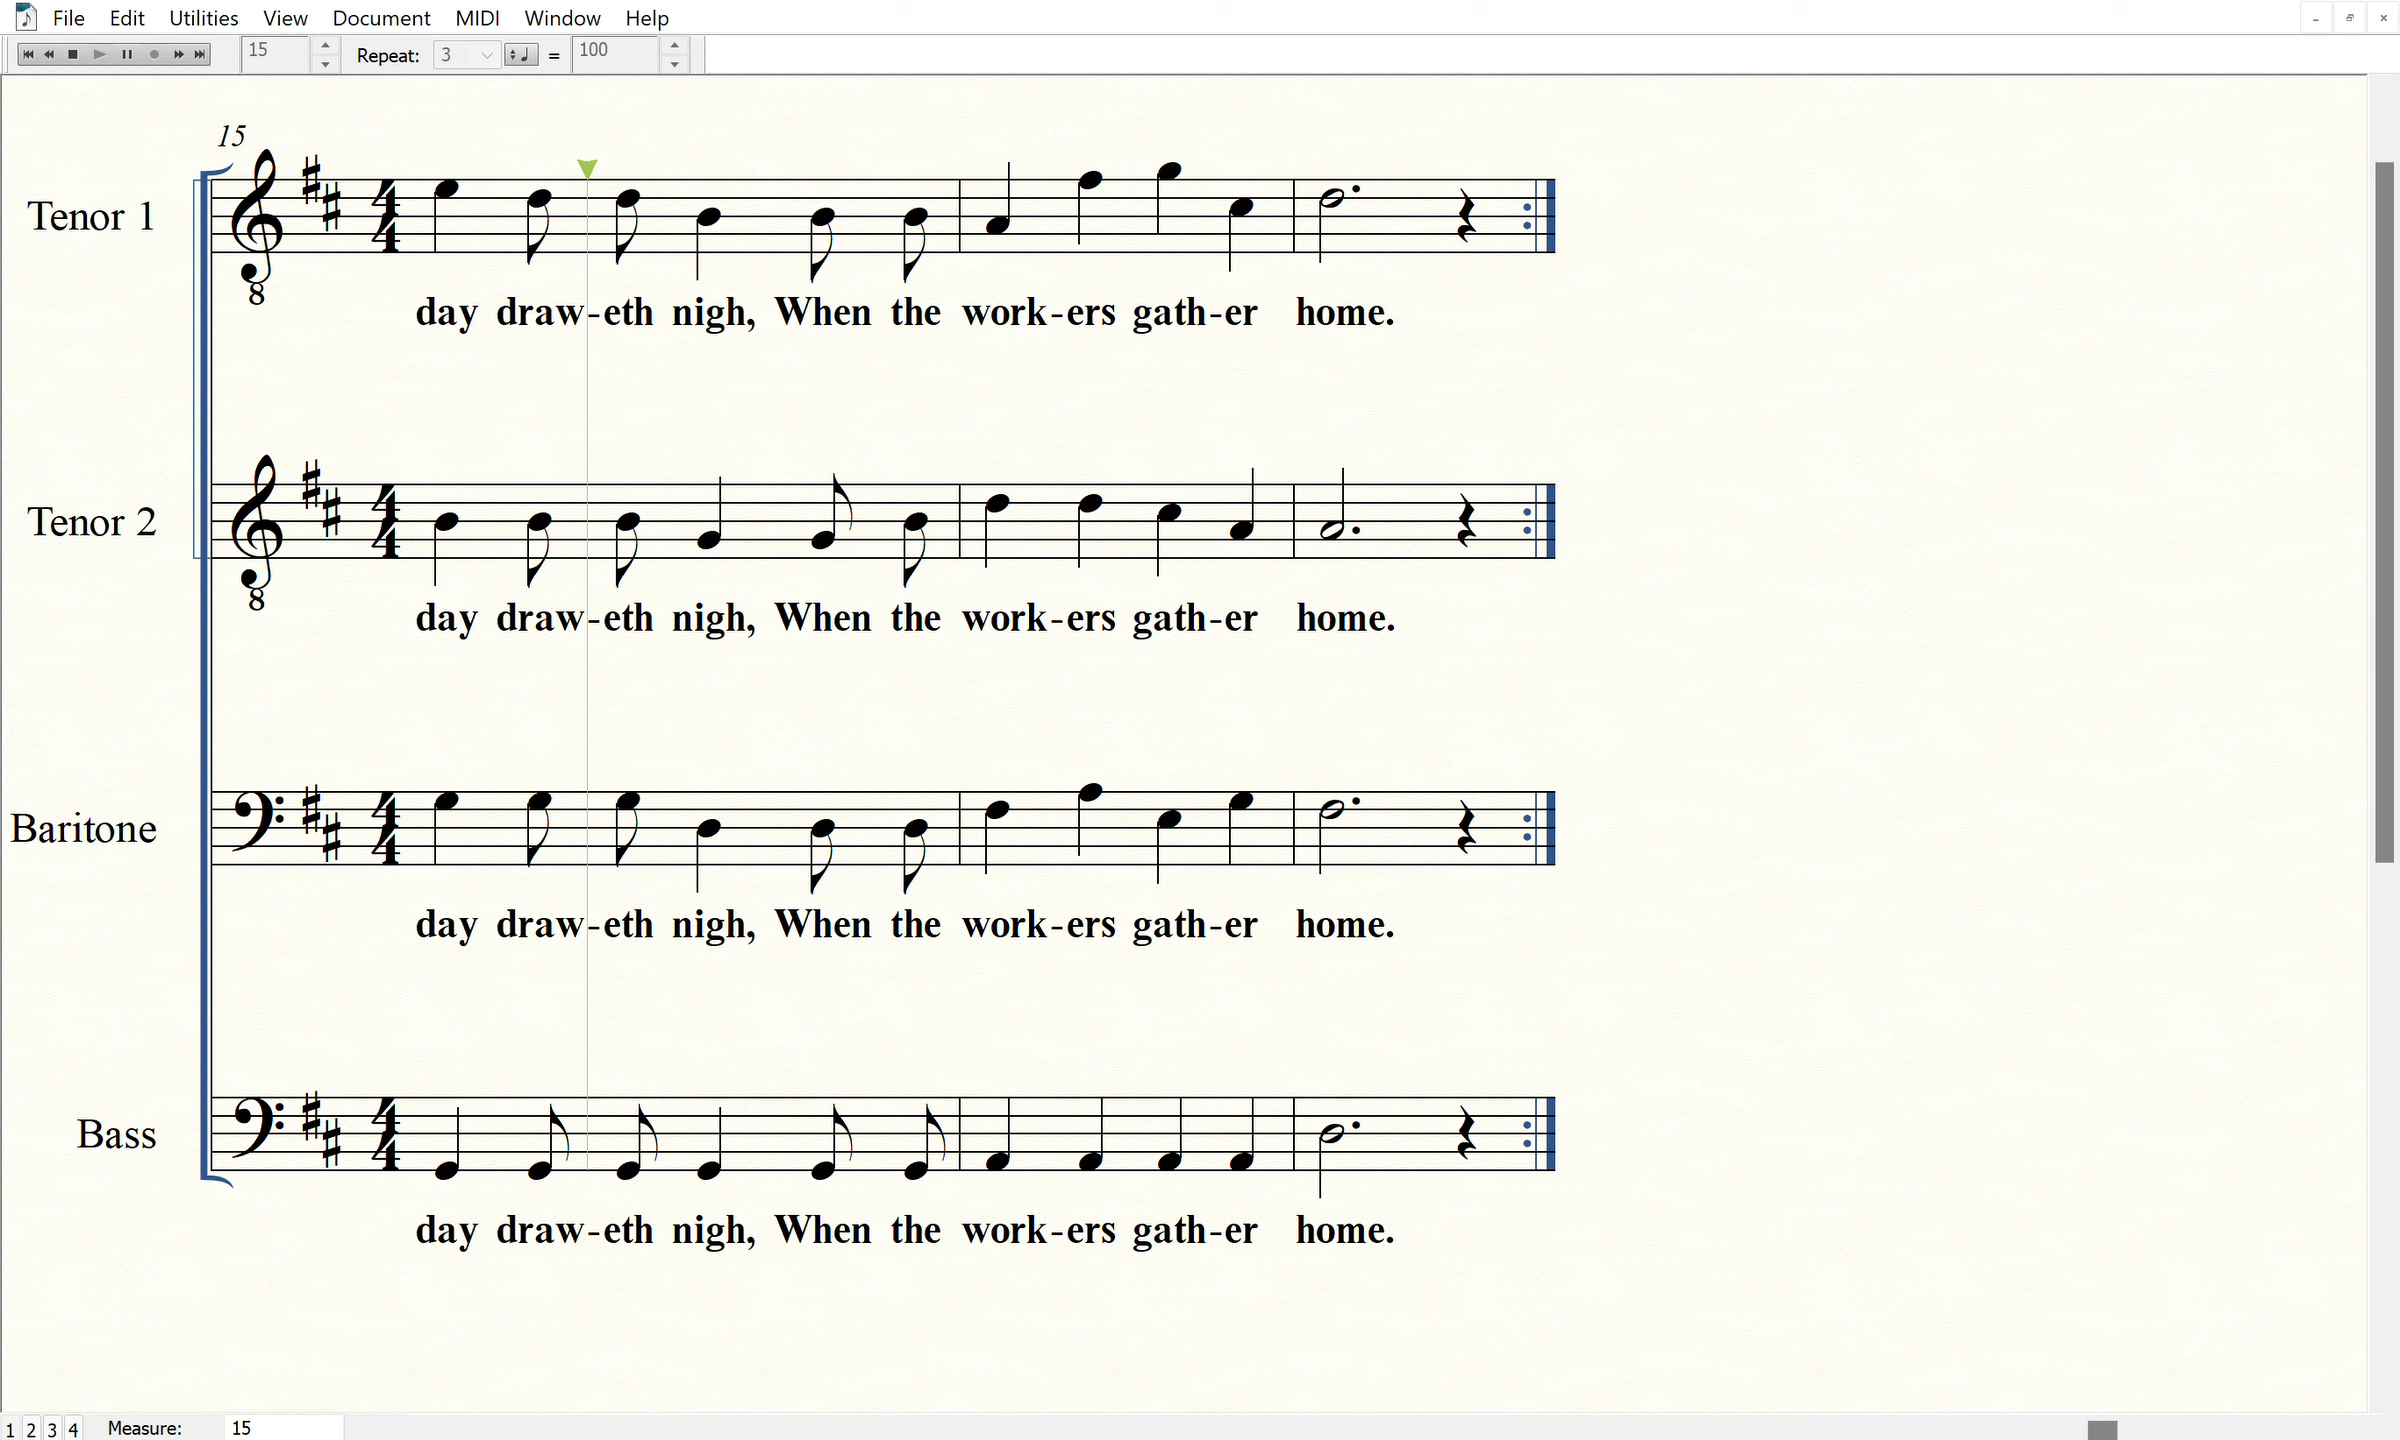 File Edit Utilities View Document MIDI Window Help
15 Repeat: 3 = 100
15
Tenor 1
8
day draw-eth nigh, When the work-ers gath-er home.
Tenor 2
8
day draw-eth nigh, When the work-ers gath-er home.
Baritone
day draw-eth nigh, When the work-ers gath-er home.
Bass
day draw-eth nigh, When the work-ers gath-er home.
1 2 3 4 Measure: 15